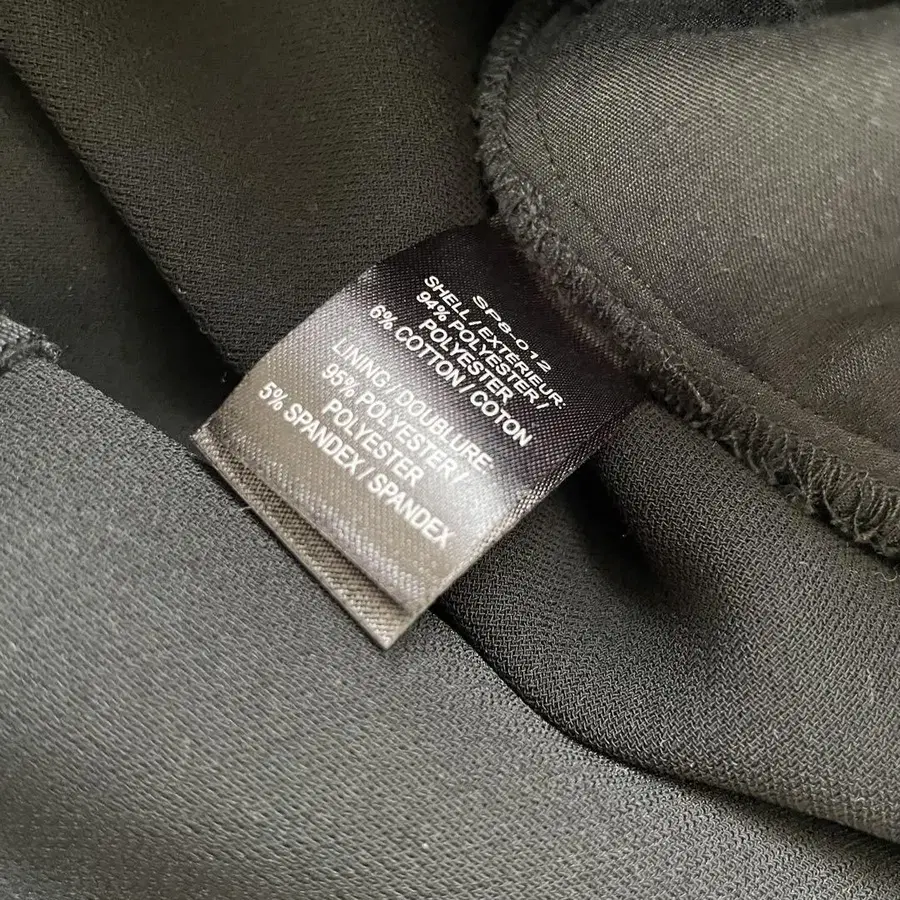 SP8-012
SHELL/EXTÉRIEUR:
94% POLYESTER/
POLYESTER
6% COTTON/COTON
LINING/DOUBLURE:
95% POLYESTER/
POLYESTER
5% SPANDEX/SPANDEX